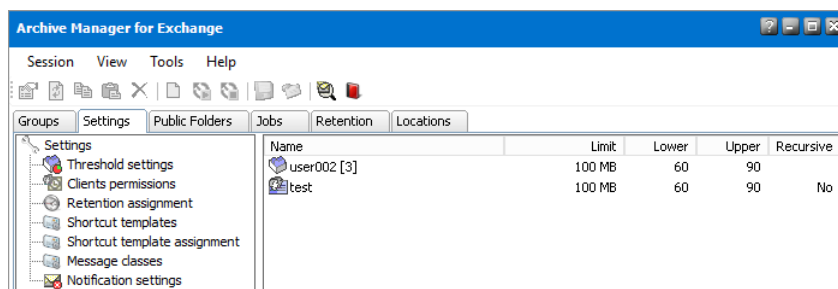 Archive Manager for Exchange
Session View Tools Help
Groups Settings Public Folders Jobs Retention Locations
Settings
Threshold settings
Clients permissions
Retention assignment
Shortcut templates
Shortcut template assignment
Message classes
Notification settings
Name Limit Lower Upper Recursive
user002 [3] 100 MB 60 90
test 100 MB 60 90 No